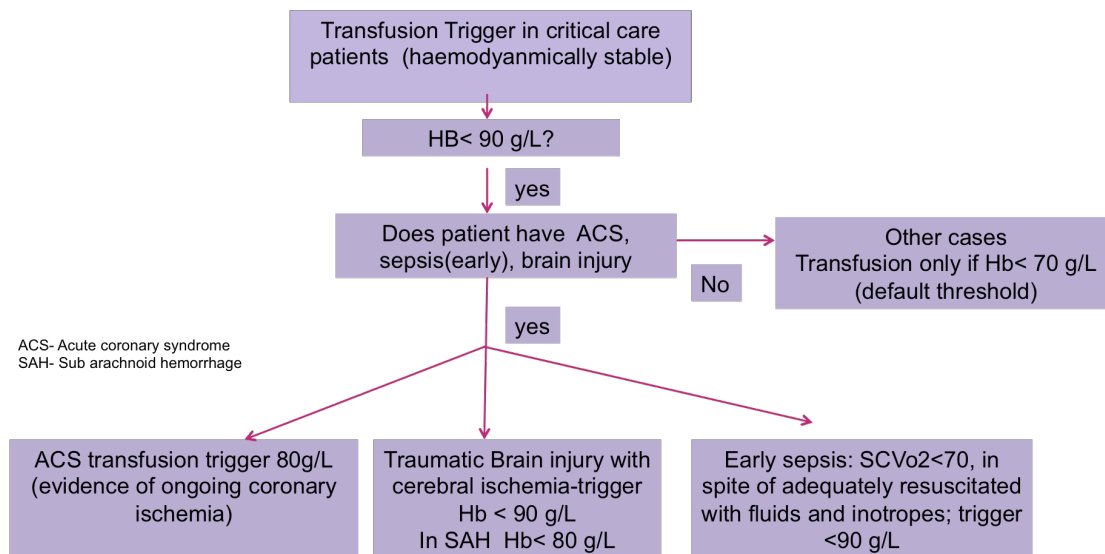 Transfusion Trigger in critical care
patients (haemodyanmically stable)
HB< 90 g/L?
yes
Does patient have ACS,
sepsis(early), brain injury
No
Other cases
Transfusion only if Hb< 70 g/L
(default threshold)
yes
ACS- Acute coronary syndrome
SAH- Sub arachnoid hemorrhage
ACS transfusion trigger 80g/L
(evidence of ongoing coronary
ischemia)
Traumatic Brain injury with
cerebral ischemia-trigger
Hb < 90 g/L
In SAH Hb< 80 g/L
Early sepsis: SCVo2<70, in
spite of adequately resuscitated
with fluids and inotropes; trigger
<90 g/L